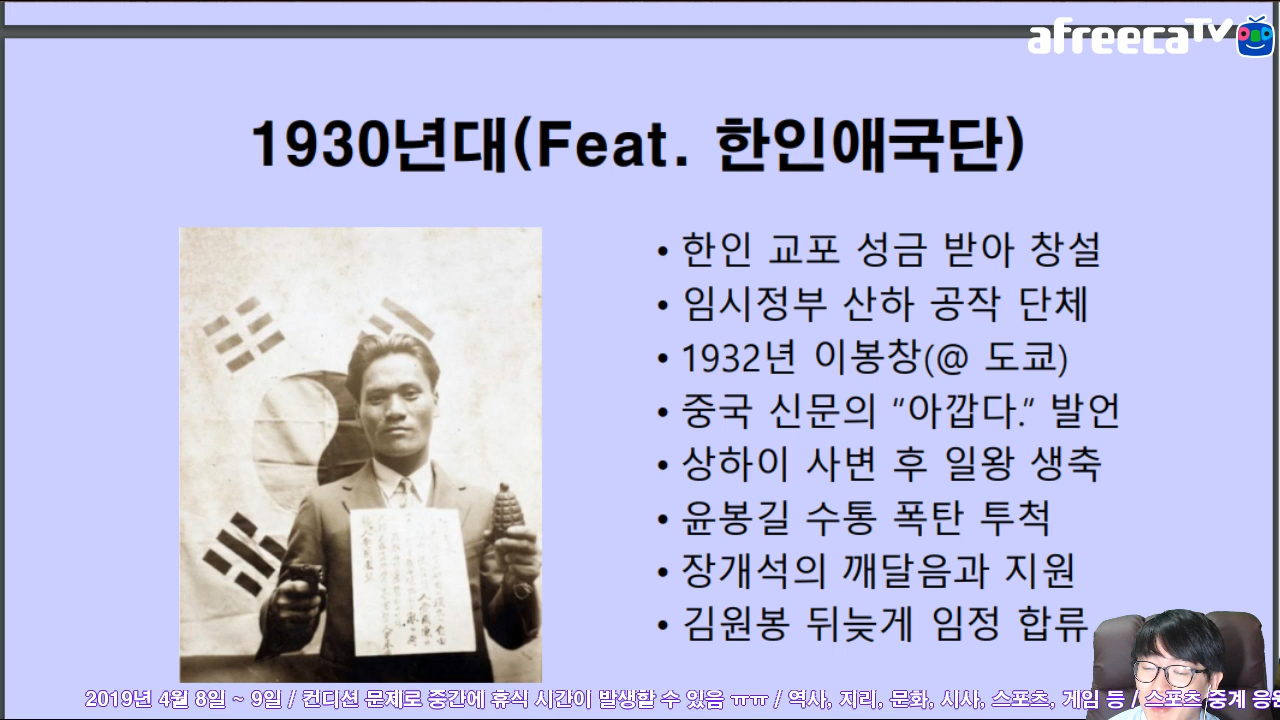 afreecaTV
1930년대(Feat. 한인애국단)
• 한인 교포 성금 받아 창설
• 임시정부 산하 공작 단체
• 1932년 이봉창(@ 도쿄)
• 중국 신문의 “아깝다.” 발언
• 상하이 사변 후 일왕 생축
• 윤봉길 수통 폭탄 투척
• 장개석의 깨달음과 지원
• 김원봉 뒤늦게 임정 합류
2019년 4월 8일 ~ 9일 / 컨디션 문제로 중간에 휴식 시간이 발생할 수 있음 ㅠㅠ / 역사, 지리, 문화, 시사, 스포츠, 게임 등 / 스포츠 중계 응원